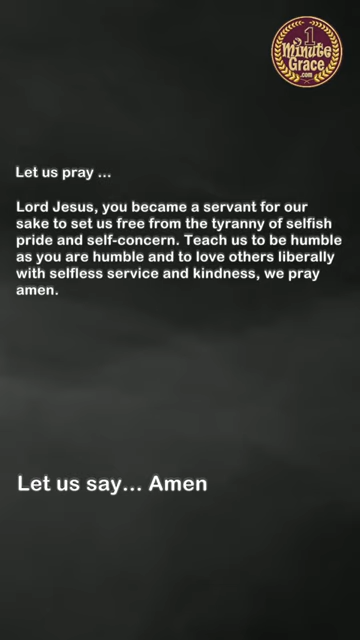 1
Minute
Grace
.com
Let us pray ...
Lord Jesus, you became a servant for our
sake to set us free from the tyranny of selfish
pride and self-concern. Teach us to be humble
as you are humble and to love others liberally
with selfless service and kindness, we pray
amen.
Let us say... Amen